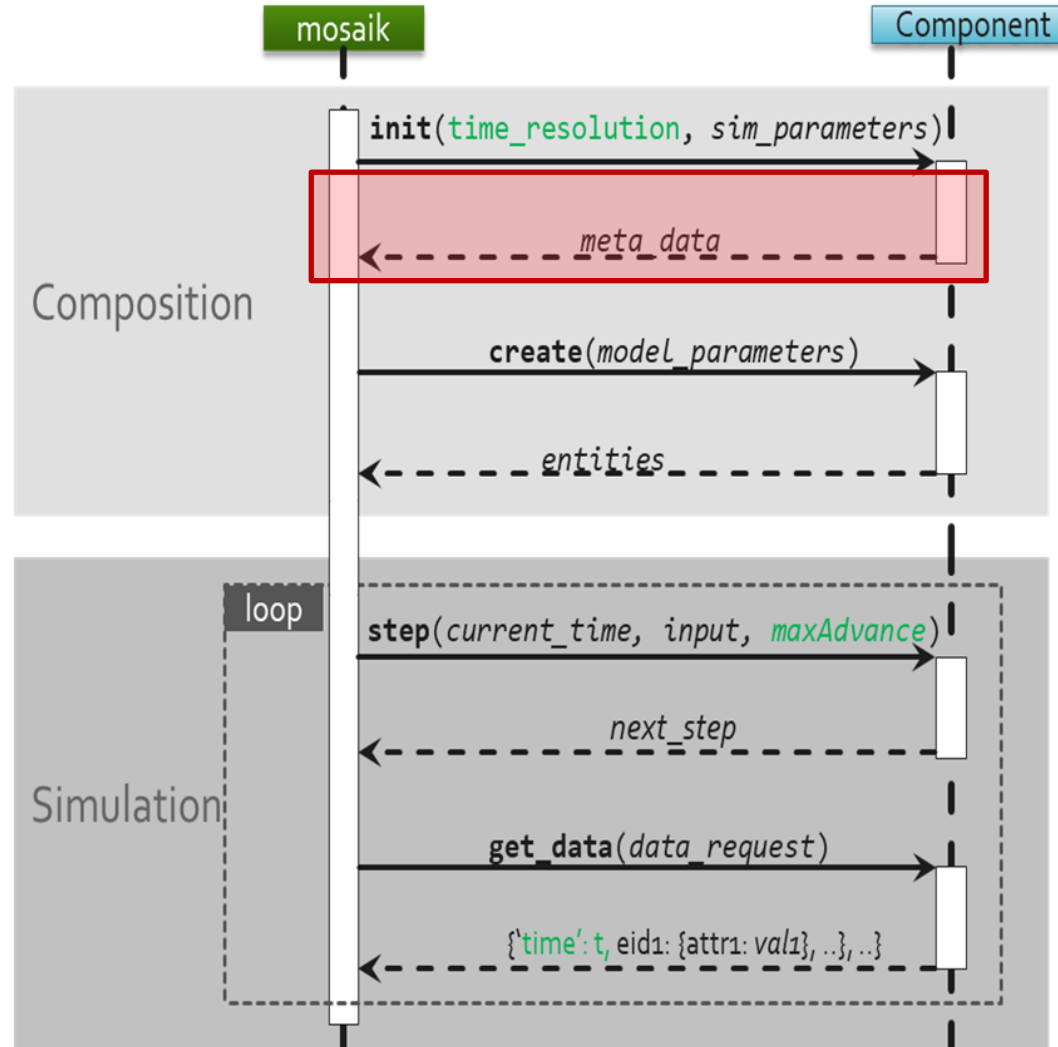 mosaik
Component
init(time_resolution, sim_parameters)
meta_data
Composition
create(model_parameters)
entities
loop
step(current_time, input, maxAdvance)
next_step
Simulation
get_data(data_request)
{‘time’: t, eid1: {attr1: val1}, ..}, ..}